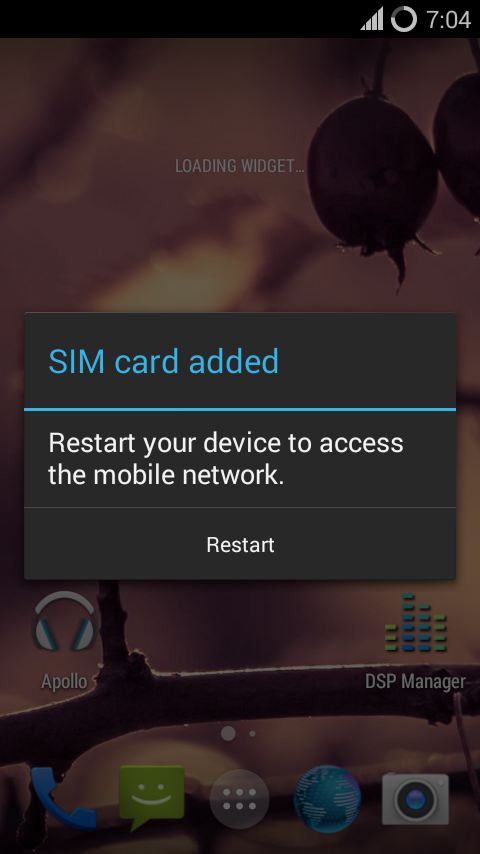 7:04
LOADING WIDGET...
SIM card added
Restart your device to access
the mobile network.
Restart
Apollo
DSP Manager